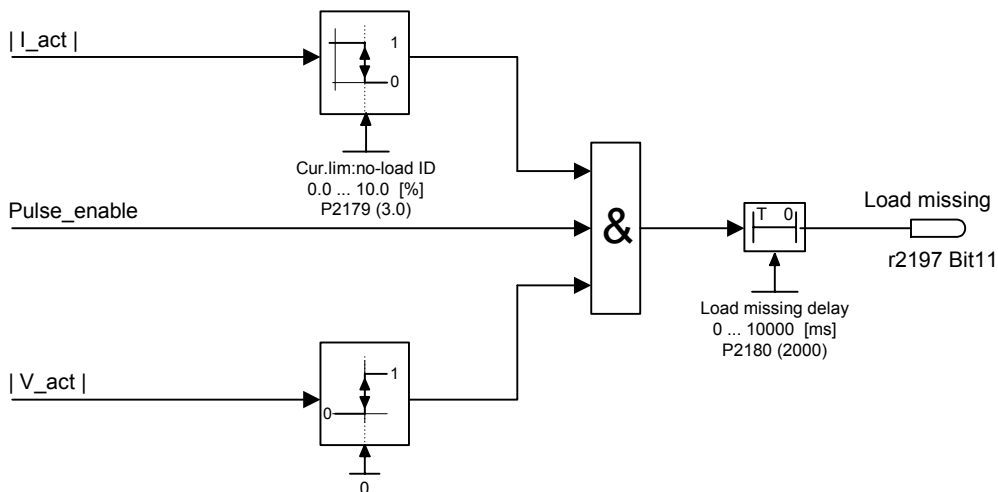 | I_act |
1
0
Cur.lim:no-load ID
0.0 ... 10.0 [%]
P2179 (3.0)
Pulse_enable
&
T 0
Load missing
r2197 Bit11
Load missing delay
0 ... 10000 [ms]
P2180 (2000)
| V_act |
1
0
0